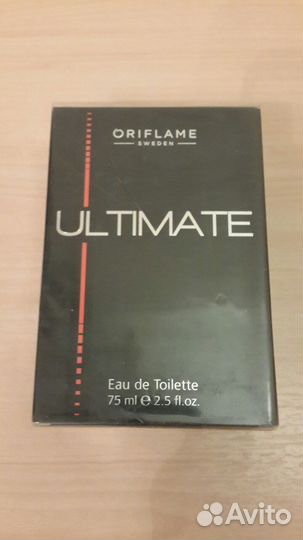 ORIFLAME
SWEDEN
ULTIMATE
Eau de Toilette
75 ml ℮ 2.5 fl.oz.
Avito